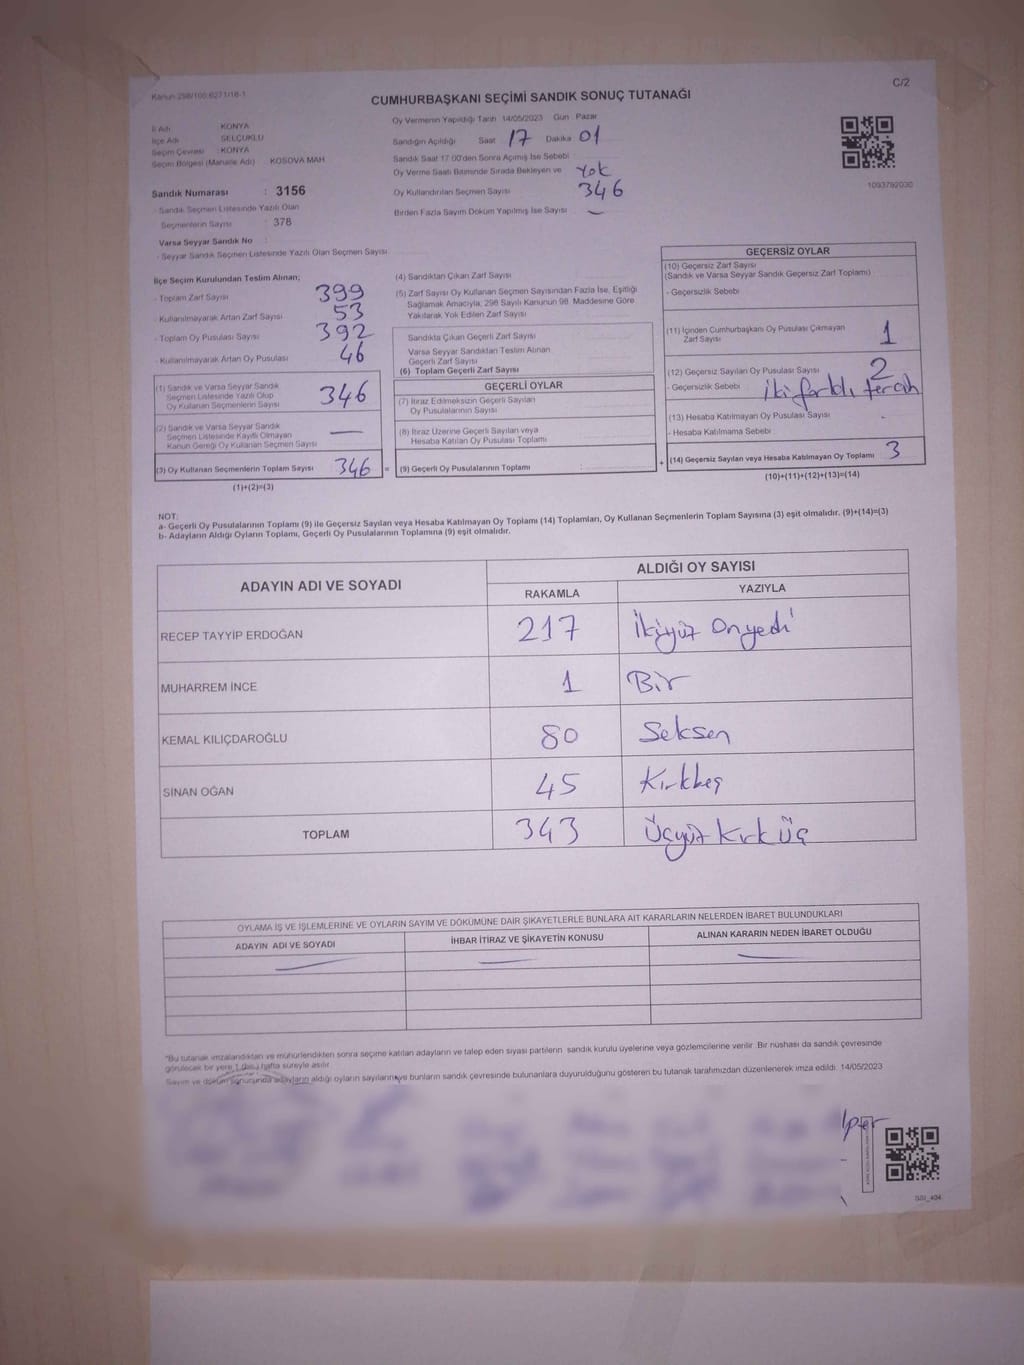 Kanun 298/100,6271/18-1
C/2
CUMHURBAŞKANI SEÇİMİ SANDIK SONUÇ TUTANAĞI
İl Adı KONYA
İlçe Adı SELÇUKLU
Seçim Çevresi : KONYA
Seçim Bölgesi (Mahalle Adı) KOSOVA MAH.
Sandık Numarası : 3156
- Sandık Seçmen Listesinde Yazılı Olan
Seçmenlerin Sayısı : 378
Varsa Seyyar Sandık No :
- Seyyar Sandık Seçmen Listesinde Yazılı Olan Seçmen Sayısı
Oy Vermenin Yapıldığı Tarih 14/05/2023 Gün Pazar
Sandığın Açıldığı Saat 17 Dakika 01
Sandık Saat 17.00'den Sonra Açılmış İse Sebebi
Oy Verme Saati Bitiminde Sırada Bekleyen ve Yok
Oy Kullandırılan Seçmen Sayısı 346
Birden Fazla Sayım Döküm Yapılmış İse Sayısı –
1093792030
İlçe Seçim Kurulundan Teslim Alınan;
- Toplam Zarf Sayısı 399
- Kullanılmayarak Artan Zarf Sayısı 53
- Toplam Oy Pusulası Sayısı 392
- Kullanılmayarak Artan Oy Pusulası 46
(1) Sandık ve Varsa Seyyar Sandık
Seçmen Listesinde Yazılı Olup
Oy Kullanan Seçmenlerin Sayısı 346
(2) Sandık ve Varsa Seyyar Sandık
Seçmen Listesinde Kayıtlı Olmayan
Kanun Gereği Oy Kullanan Seçmen Sayısı —
(3) Oy Kullanan Seçmenlerin Toplam Sayısı 346 =
(1)+(2)=(3)
(4) Sandıktan Çıkan Zarf Sayısı
(5) Zarf Sayısı Oy Kullanan Seçmen Sayısından Fazla İse, Eşitliği
Sağlamak Amacıyla, 298 Sayılı Kanunun 98. Maddesine Göre
Yakılarak Yok Edilen Zarf Sayısı
Sandıkta Çıkan Geçerli Zarf Sayısı
Varsa Seyyar Sandıktan Teslim Alınan
Geçerli Zarf Sayısı
(6) Toplam Geçerli Zarf Sayısı
GEÇERLİ OYLAR
(7) İtiraz Edilmeksizin Geçerli Sayılan
Oy Pusulalarının Sayısı
(8) İtiraz Üzerine Geçerli Sayılan veya
Hesaba Katılan Oy Pusulası Toplamı
(9) Geçerli Oy Pusulalarının Toplamı : +
GEÇERSİZ OYLAR
(10) Geçersiz Zarf Sayısı
(Sandık ve Varsa Seyyar Sandık Geçersiz Zarf Toplamı)
- Geçersizlik Sebebi
(11) İçinden Cumhurbaşkanı Oy Pusulası Çıkmayan
Zarf Sayısı 1
(12) Geçersiz Sayılan Oy Pusulası Sayısı 2
- Geçersizlik Sebebi iki farklı tercih
(13) Hesaba Katılmayan Oy Pusulası Sayısı
- Hesaba Katılmama Sebebi
(14) Geçersiz Sayılan veya Hesaba Katılmayan Oy Toplamı 3
(10)+(11)+(12)+(13)=(14)
NOT:
a- Geçerli Oy Pusulalarının Toplamı (9) ile Geçersiz Sayılan veya Hesaba Katılmayan Oy Toplamı (14) Toplamları, Oy Kullanan Seçmenlerin Toplam Sayısına (3) eşit olmalıdır. (9)+(14)=(3)
b- Adayların Aldığı Oyların Toplamı, Geçerli Oy Pusulalarının Toplamına (9) eşit olmalıdır.
ADAYIN ADI VE SOYADI
ALDIĞI OY SAYISI
RAKAMLA YAZIYLA
RECEP TAYYİP ERDOĞAN 217 İkiyüz Onyedi
MUHARREM İNCE 1 Bir
KEMAL KILIÇDAROĞLU 80 Seksen
SİNAN OĞAN 45 Kırkbeş
TOPLAM 343 Üçyüz Kırk Üç
OYLAMA İŞ VE İŞLEMLERİNE VE OYLARIN SAYIM VE DÖKÜMÜNE DAİR ŞİKAYETLERLE BUNLARA AİT KARARLARIN NELERDEN İBARET BULUNDUKLARI
ADAYIN ADI VE SOYADI İHBAR İTİRAZ VE ŞİKAYETİN KONUSU ALINAN KARARIN NEDEN İBARET OLDUĞU
*Bu tutanak imzalandıktan ve mühürlendikten sonra seçime katılan adayların ve talep eden siyasi partilerin sandık kurulu üyelerine veya gözlemcilerine verilir. Bir nüshası da sandık çevresinde
görülecek bir yere 1 (bir) hafta süreyle asılır.
Sayım ve döküm sonucunda adayların aldığı oyların sayılarını ve bunların sandık çevresinde bulunanlara duyurulduğunu gösteren bu tutanak tarafımızdan düzenlenerek imza edildi. 14/05/2023